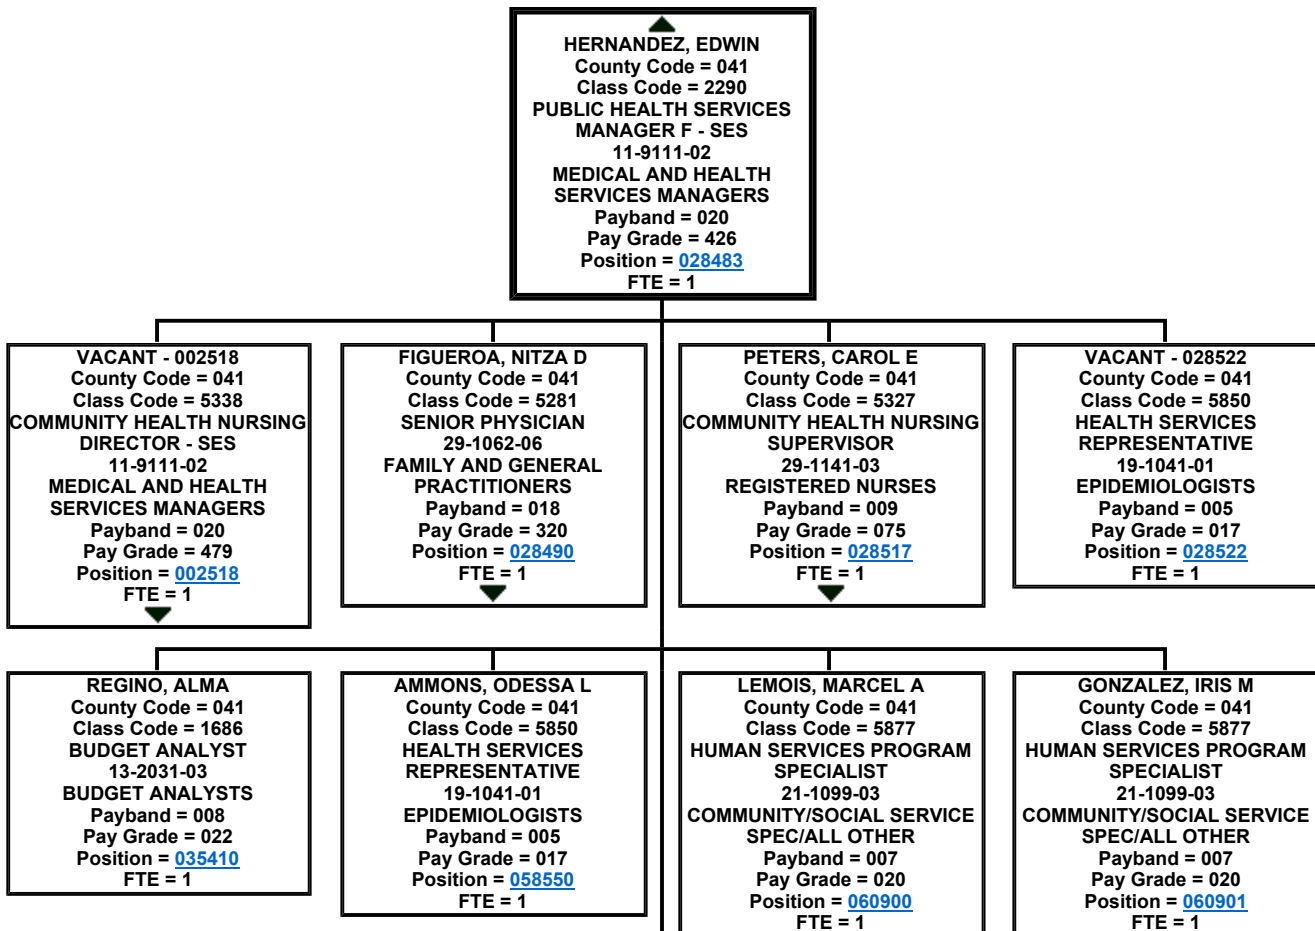 HERNANDEZ, EDWIN
County Code = 041
Class Code = 2290
PUBLIC HEALTH SERVICES
MANAGER F - SES
11-9111-02
MEDICAL AND HEALTH
SERVICES MANAGERS
Payband = 020
Pay Grade = 426
Position = 028483
FTE = 1
VACANT - 002518
County Code = 041
Class Code = 5338
COMMUNITY HEALTH NURSING
DIRECTOR - SES
11-9111-02
MEDICAL AND HEALTH
SERVICES MANAGERS
Payband = 020
Pay Grade = 479
Position = 002518
FTE = 1
FIGUEROA, NITZA D
County Code = 041
Class Code = 5281
SENIOR PHYSICIAN
29-1062-06
FAMILY AND GENERAL
PRACTITIONERS
Payband = 018
Pay Grade = 320
Position = 028490
FTE = 1
PETERS, CAROL E
County Code = 041
Class Code = 5327
COMMUNITY HEALTH NURSING
SUPERVISOR
29-1141-03
REGISTERED NURSES
Payband = 009
Pay Grade = 075
Position = 028517
FTE = 1
VACANT - 028522
County Code = 041
Class Code = 5850
HEALTH SERVICES
REPRESENTATIVE
19-1041-01
EPIDEMIOLOGISTS
Payband = 005
Pay Grade = 017
Position = 028522
FTE = 1
REGINO, ALMA
County Code = 041
Class Code = 1686
BUDGET ANALYST
13-2031-03
BUDGET ANALYSTS
Payband = 008
Pay Grade = 022
Position = 035410
FTE = 1
AMMONS, ODESSA L
County Code = 041
Class Code = 5850
HEALTH SERVICES
REPRESENTATIVE
19-1041-01
EPIDEMIOLOGISTS
Payband = 005
Pay Grade = 017
Position = 058550
FTE = 1
LEMOIS, MARCEL A
County Code = 041
Class Code = 5877
HUMAN SERVICES PROGRAM
SPECIALIST
21-1099-03
COMMUNITY/SOCIAL SERVICE
SPEC/ALL OTHER
Payband = 007
Pay Grade = 020
Position = 060900
FTE = 1
GONZALEZ, IRIS M
County Code = 041
Class Code = 5877
HUMAN SERVICES PROGRAM
SPECIALIST
21-1099-03
COMMUNITY/SOCIAL SERVICE
SPEC/ALL OTHER
Payband = 007
Pay Grade = 020
Position = 060901
FTE = 1